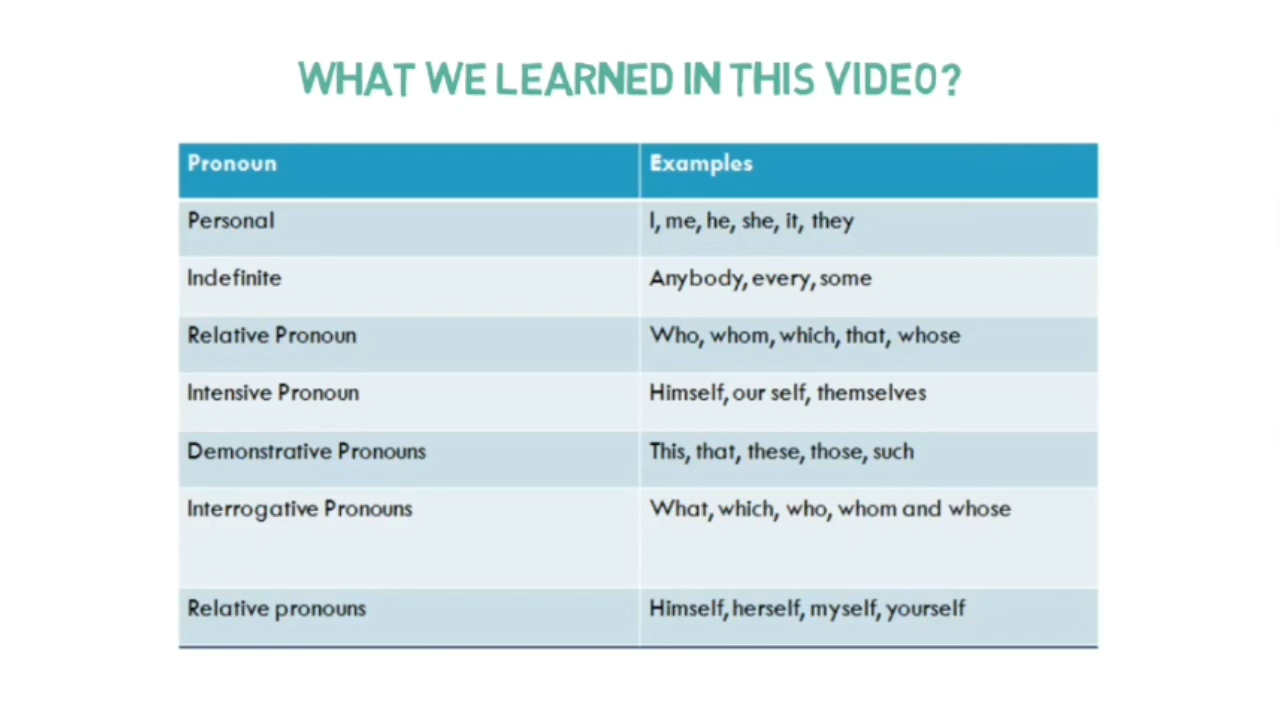 WHAT WE LEARNED IN THIS VIDEO?
Pronoun Examples
Personal I, me, he, she, it, they
Indefinite Anybody, every, some
Relative Pronoun Who, whom, which, that, whose
Intensive Pronoun Himself, our self, themselves
Demonstrative Pronouns This, that, these, those, such
Interrogative Pronouns What, which, who, whom and whose
Relative pronouns Himself, herself, myself, yourself